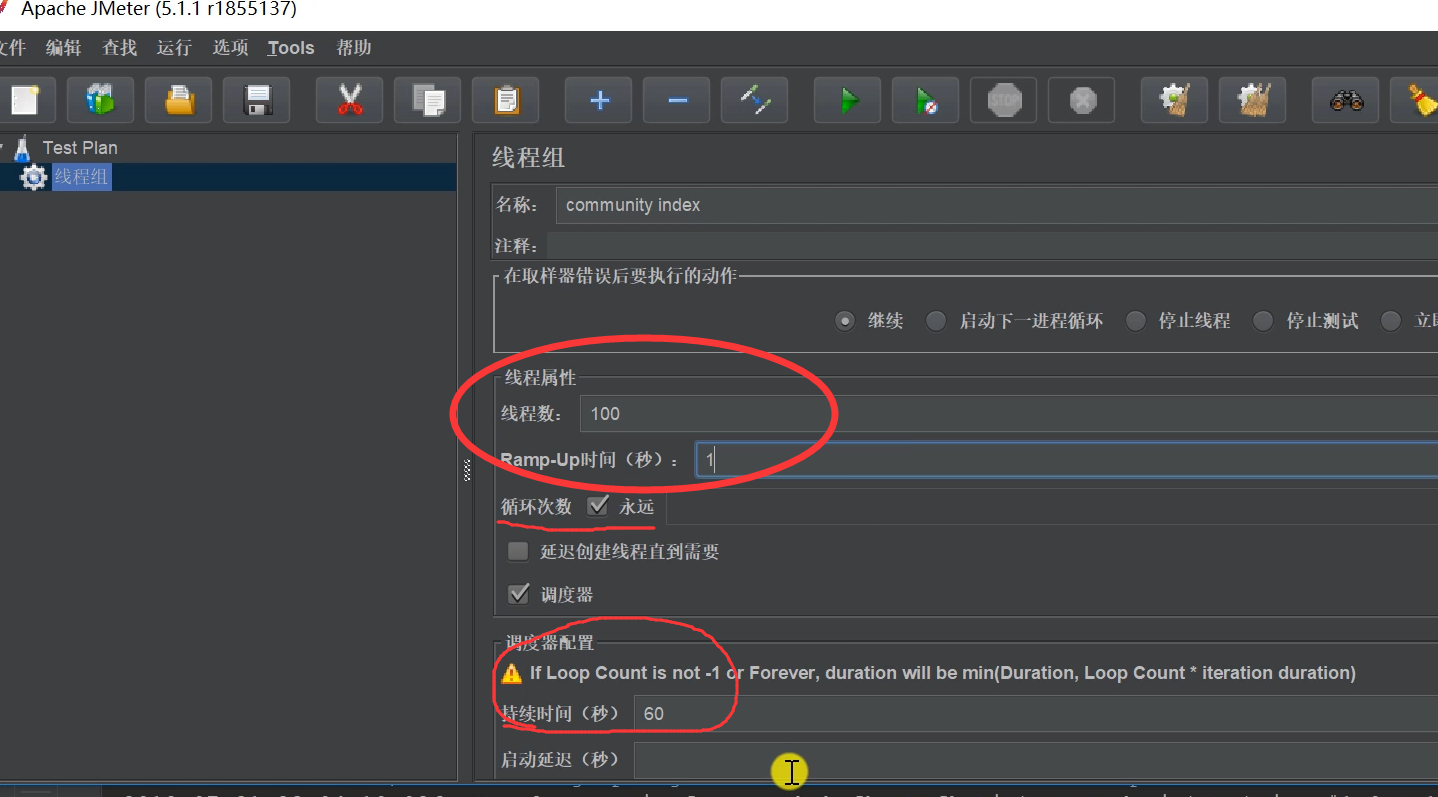 Apache JMeter (5.1.1 r1855137)
文件 编辑 查找 运行 选项 Tools 帮助
STOP
Test Plan
线程组
线程组
名称: community index
注释:
在取样器错误后要执行的动作
继续 启动下一进程循环 停止线程 停止测试
线程属性
线程数: 100
Ramp-Up时间（秒）: 1
循环次数 永远
延迟创建线程直到需要
调度器
调度器配置
If Loop Count is not -1 or Forever, duration will be min(Duration, Loop Count * iteration duration)
持续时间（秒） 60
启动延迟（秒）